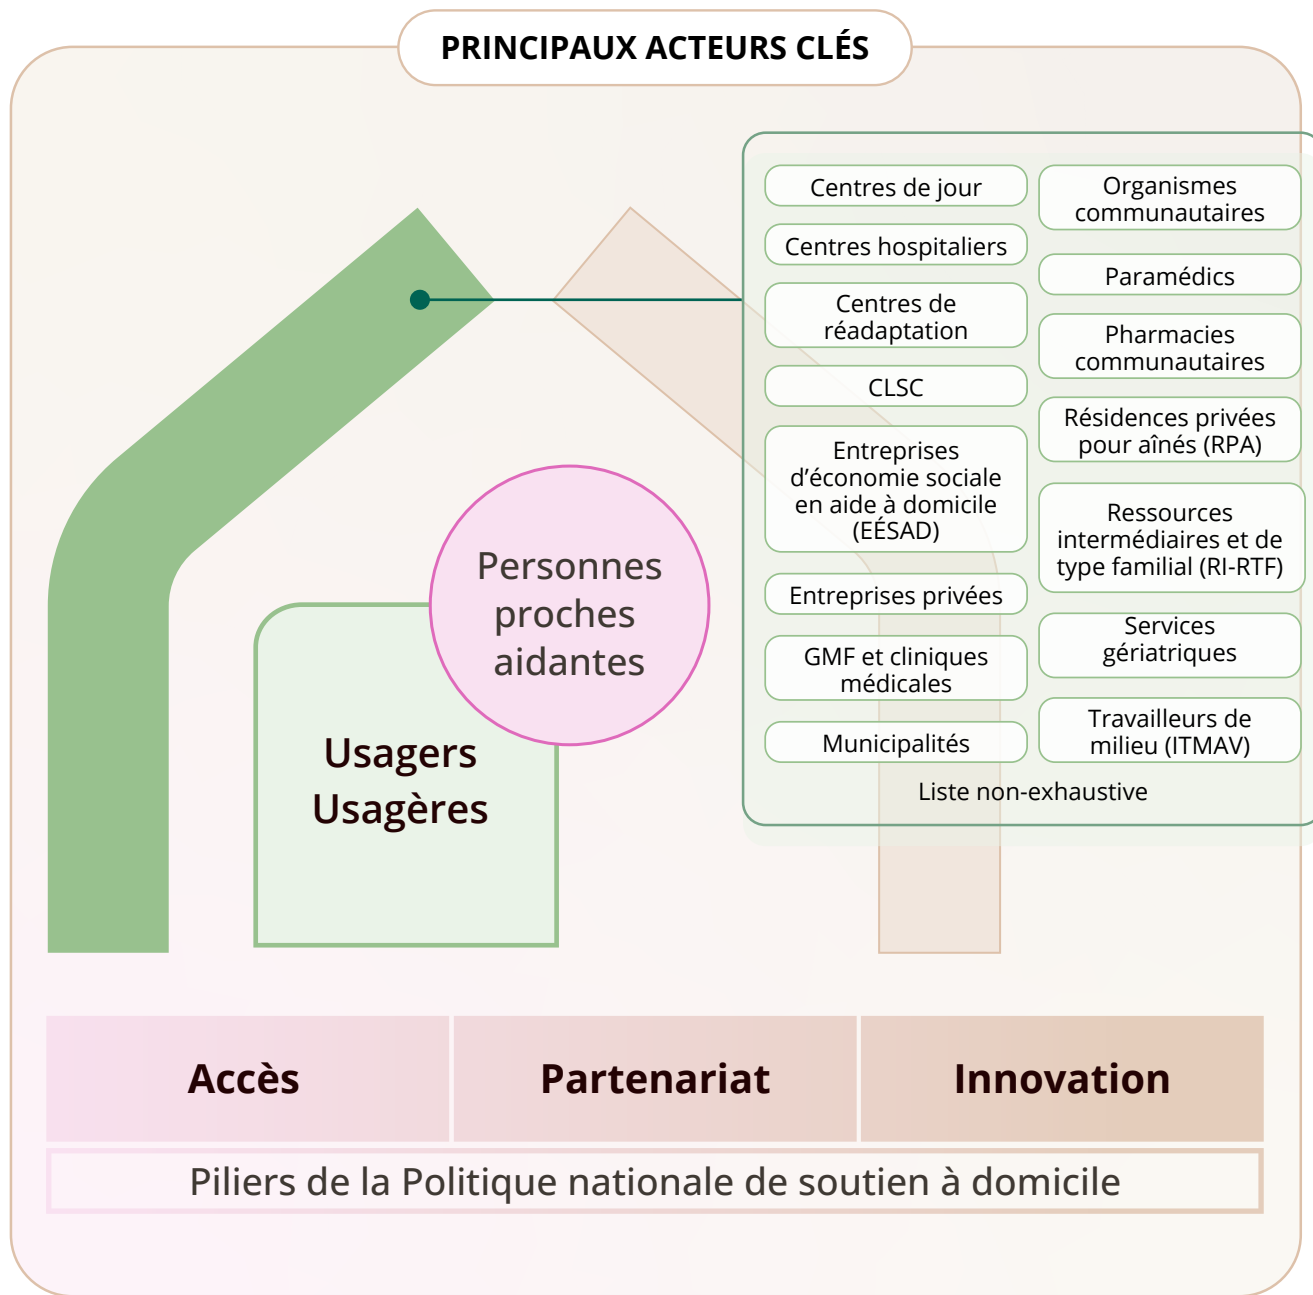 PRINCIPAUX ACTEURS CLÉS
Centres de jour
Centres hospitaliers
Centres de
réadaptation
CLSC
Entreprises
d’économie sociale
en aide à domicile
(EÉSAD)
Entreprises privées
GMF et cliniques
médicales
Municipalités
Organismes
communautaires
Paramédics
Pharmacies
communautaires
Résidences privées
pour aînés (RPA)
Ressources
intermédiaires et de
type familial (RI-RTF)
Services
gériatriques
Travailleurs de
milieu (ITMAV)
Liste non-exhaustive
Personnes
proches
aidantes
Usagers
Usagères
Accès
Partenariat
Innovation
Piliers de la Politique nationale de soutien à domicile